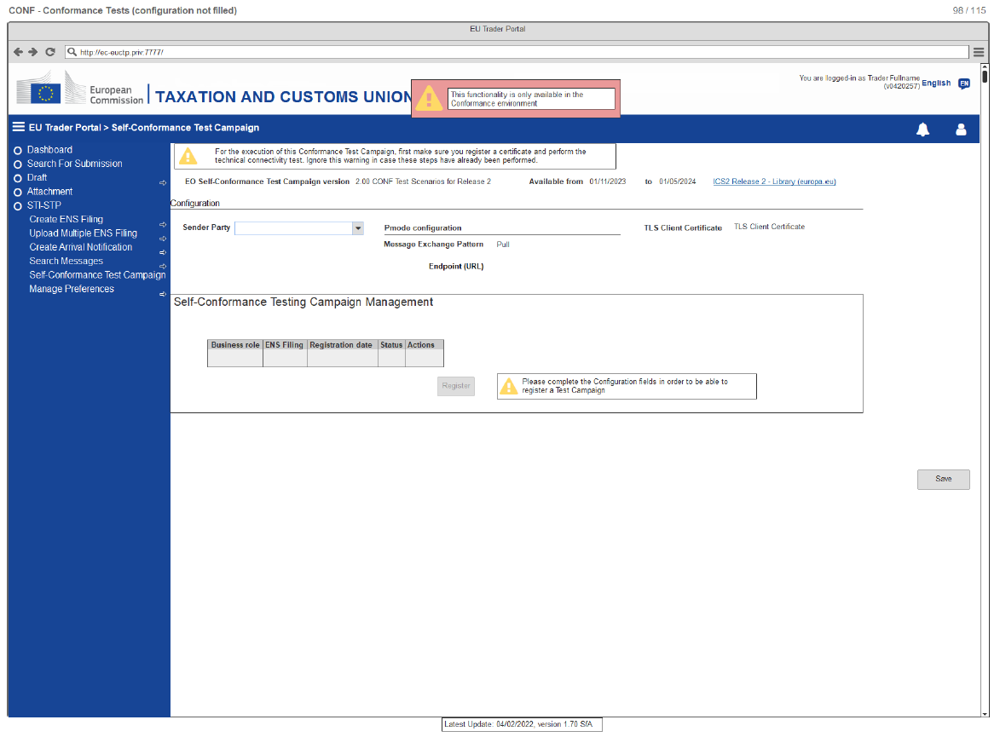 CONF - Conformance Tests (configuration not filled)
98 / 115
EU Trader Portal
http://ec-euctp.priv:7777/
European
Commission
TAXATION AND CUSTOMS UNION
This functionality is only available in the
Conformance environment
You are llogged-in as Trader Fullname
(v0420257)
English
EN
EU Trader Portal > Self-Conformance Test Campaign
Dashboard
Search For Submission
Draft
Attachment
STI-STP
Create ENS Filing
Upload Multiple ENS Filing
Create Arrival Notification
Search Messages
Self-Conformance Test Campaign
Manage Preferences
For the execution of this Conformance Test Campaign, first make sure you register a certificate and perform the
technical connectivity test. Ignore this warning in case these steps have already been performed.
EO Self-Conformance Test Campaign version 2.00 CONF Test Scenarios for Release 2 Available from 01/11/2023 to 01/05/2024 ICS2 Release 2 - Library (europa.eu)
Configuration
Sender Party
Pmode configuration
TLS Client Certificate TLS Client Certificate
Message Exchange Pattern Pull
Endpoint (URL)
Self-Conformance Testing Campaign Management
Business role ENS Filing Registration date Status Actions
Register
Please complete the Configuration fields in order to be able to
register a Test Campaign
Save
Latest Update: 04/02/2022, version 1.70 SfA